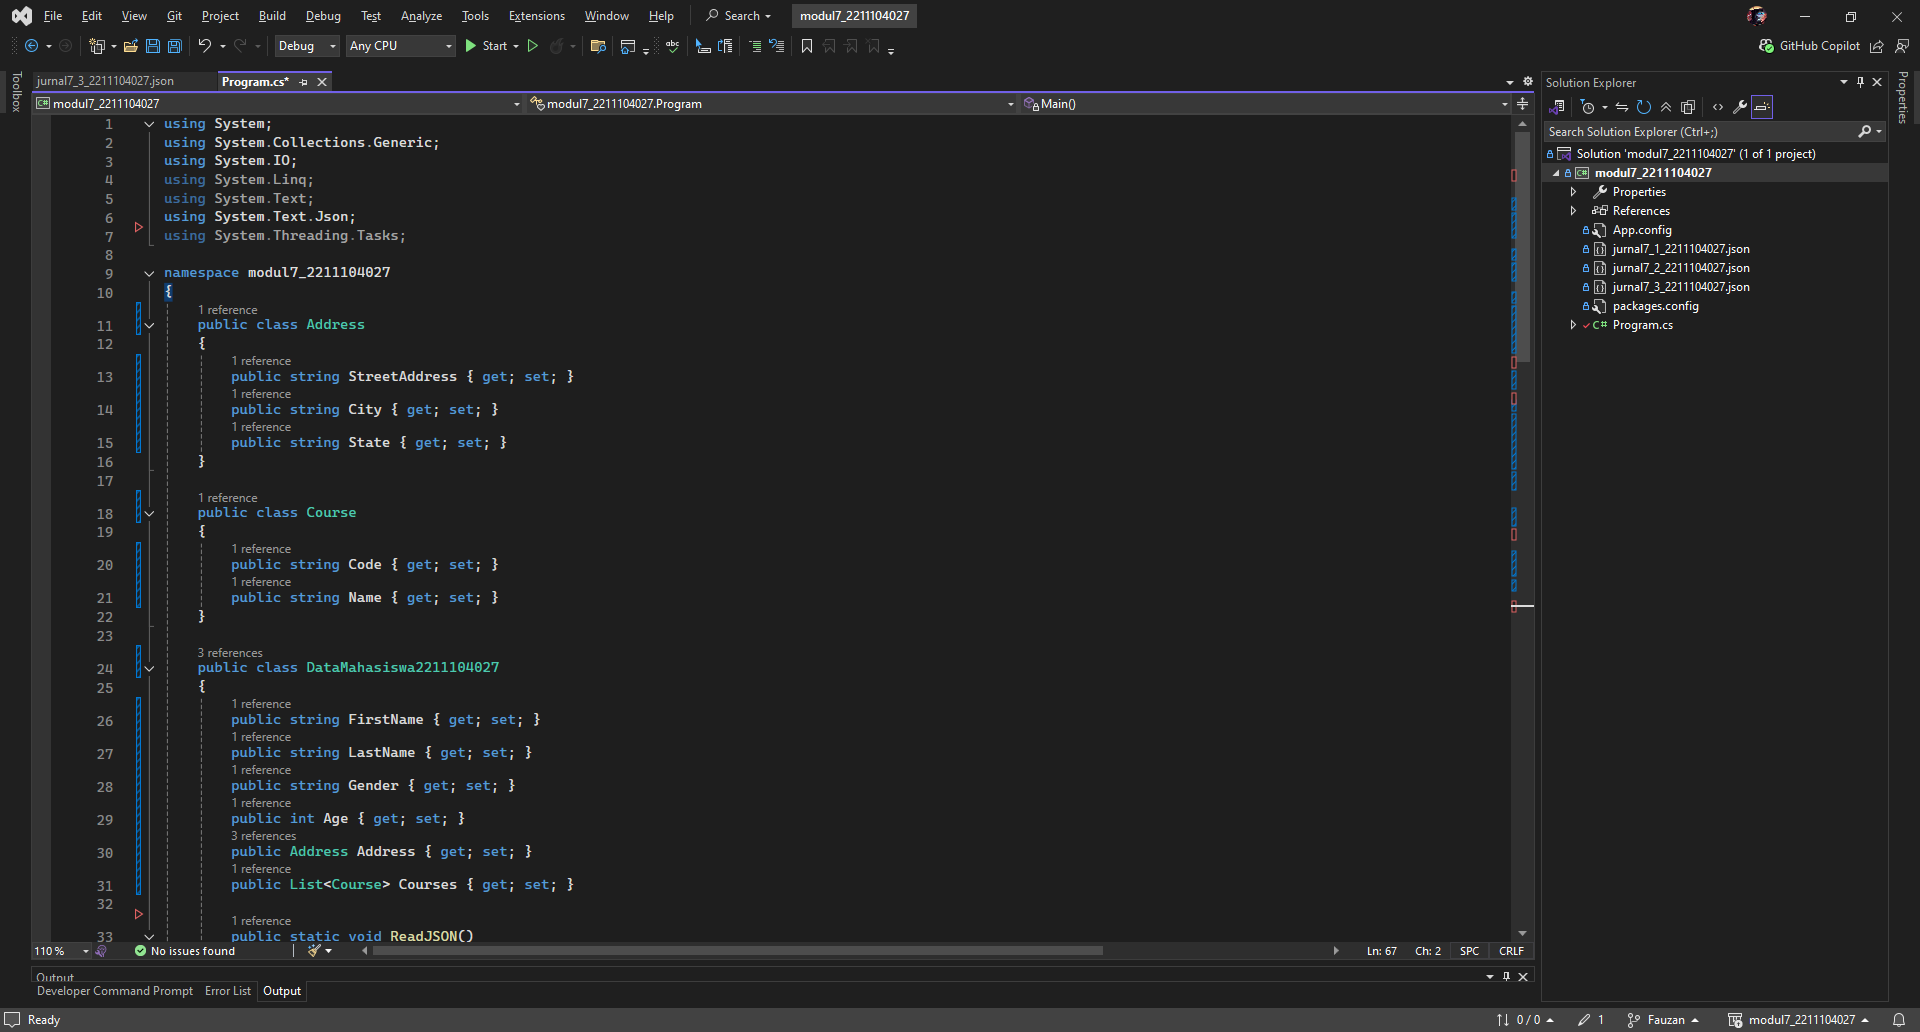 File Edit View Git Project Build Debug Test Analyze Tools Extensions Window Help Search modul7_2211104027
Debug Any CPU Start GitHub Copilot
Toolbox
jurnal7_3_2211104027.json Program.cs*
modul7_2211104027 modul7_2211104027.Program Main()
1 using System;
2 using System.Collections.Generic;
3 using System.IO;
4 using System.Linq;
5 using System.Text;
6 using System.Text.Json;
7 using System.Threading.Tasks;
8
9 namespace modul7_2211104027
10 {
1 reference
11 public class Address
12 {
1 reference
13 public string StreetAddress { get; set; }
1 reference
14 public string City { get; set; }
1 reference
15 public string State { get; set; }
16 }
17
1 reference
18 public class Course
19 {
1 reference
20 public string Code { get; set; }
1 reference
21 public string Name { get; set; }
22 }
23
3 references
24 public class DataMahasiswa2211104027
25 {
1 reference
26 public string FirstName { get; set; }
1 reference
27 public string LastName { get; set; }
1 reference
28 public string Gender { get; set; }
1 reference
29 public int Age { get; set; }
3 references
30 public Address Address { get; set; }
1 reference
31 public List<Course> Courses { get; set; }
32
1 reference
33 public static void ReadJSON()
110 % No issues found Ln: 67 Ch: 2 SPC CRLF
Output
Developer Command Prompt Error List Output
Solution Explorer
Search Solution Explorer (Ctrl+;)
Solution 'modul7_2211104027' (1 of 1 project)
C# modul7_2211104027
Properties
References
App.config
jurnal7_1_2211104027.json
jurnal7_2_2211104027.json
jurnal7_3_2211104027.json
packages.config
C# Program.cs
Properties
Ready 0 / 0 1 Fauzan modul7_2211104027